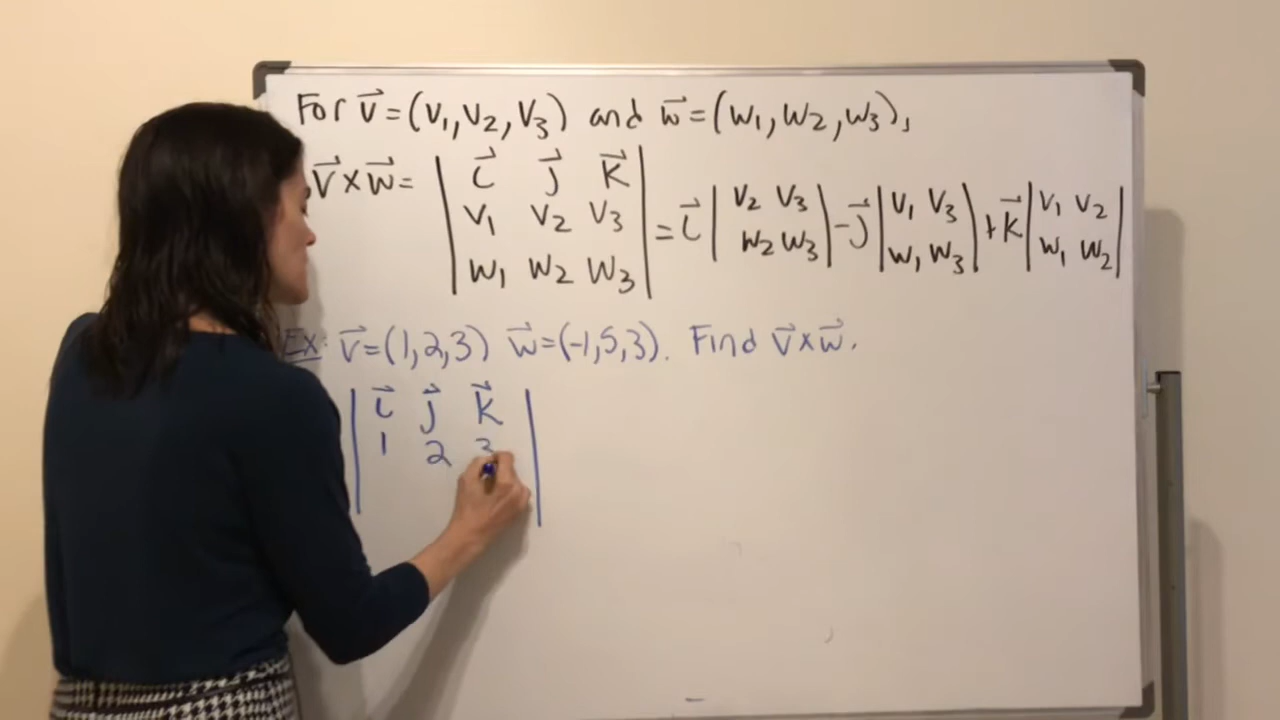 For v⃗=(v₁,v₂,v₃) and w⃗=(w₁,w₂,w₃),
v⃗×w⃗= | i⃗ j⃗ k⃗ |
| v₁ v₂ v₃ | = i⃗ | v₂ v₃ | -j⃗ | v₁ v₃ | +k⃗ | v₁ v₂ |
| w₁ w₂ w₃ | | w₂ w₃ | | w₁ w₃ | | w₁ w₂ |
Ex: v⃗=(1,2,3) w⃗=(-1,5,3). Find v⃗×w⃗.
| i⃗ j⃗ k⃗ |
1 2 3